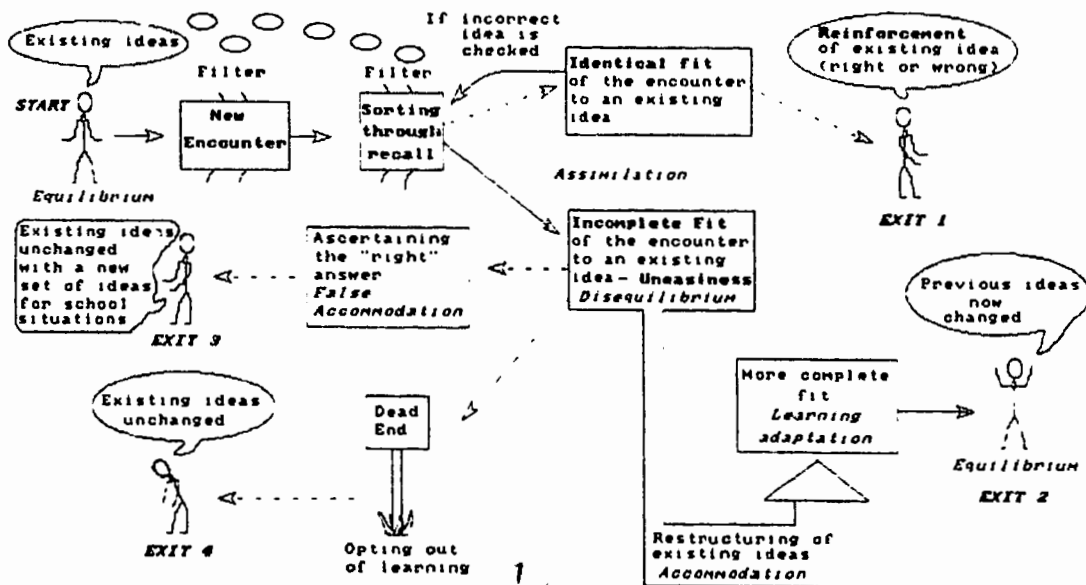 Existing ideas
START
Equilibrium
Filter
New
Encounter
Filter
Sorting
through
recall
If incorrect
idea is
checked
Identical fit
of the encounter
to an existing
idea
Reinforcement
of existing idea
(right or wrong)
EXIT 1
Assimilation
Incomplete Fit
of the encounter
to an existing
idea - Uneasiness
Disequilibrium
Ascertaining
the "right"
answer
False
Accommodation
Existing ideas
unchanged
with a new
set of ideas
for school
situations
EXIT 3
Previous ideas
now
changed
More complete
fit
Learning
adaptation
Equilibrium
EXIT 2
Existing ideas
unchanged
EXIT 4
Dead
End
Opting out
of learning
Restructuring of
existing ideas
Accommodation
1